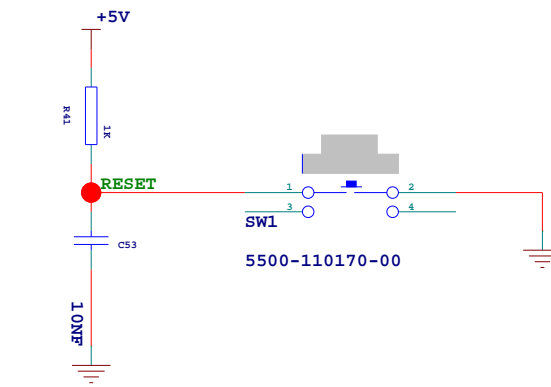 +5V
R41
1K
RESET
1
2
3
4
SW1
C53
5500-110170-00
10NF